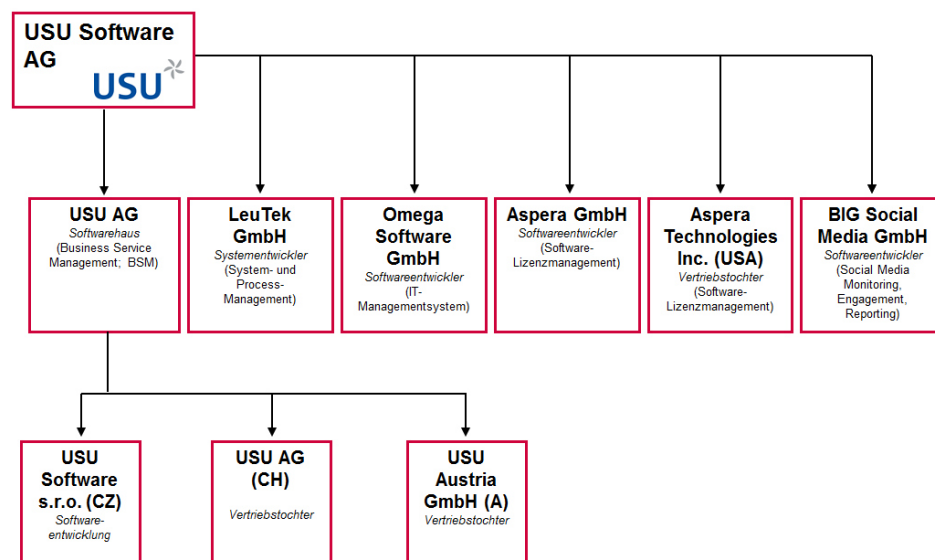 USU Software
AG
USU
USU AG
Softwarehaus
(Business Service
Management; BSM)
LeuTek
GmbH
Systementwickler
(System- und
Process-
Management)
Omega
Software
GmbH
Softwareentwickler
(IT-
Managementsystem)
Aspera GmbH
Softwareentwickler
(Software-
Lizenzmanagement)
Aspera
Technologies
Inc. (USA)
Vertriebstochter
(Software-
Lizenzmanagement)
BIG Social
Media GmbH
Softwareentwickler
(Social Media
Monitoring,
Engagement,
Reporting)
USU
Software
s.r.o. (CZ)
Software-
entwicklung
USU AG
(CH)
Vertriebstochter
USU
Austria
GmbH (A)
Vertriebstochter